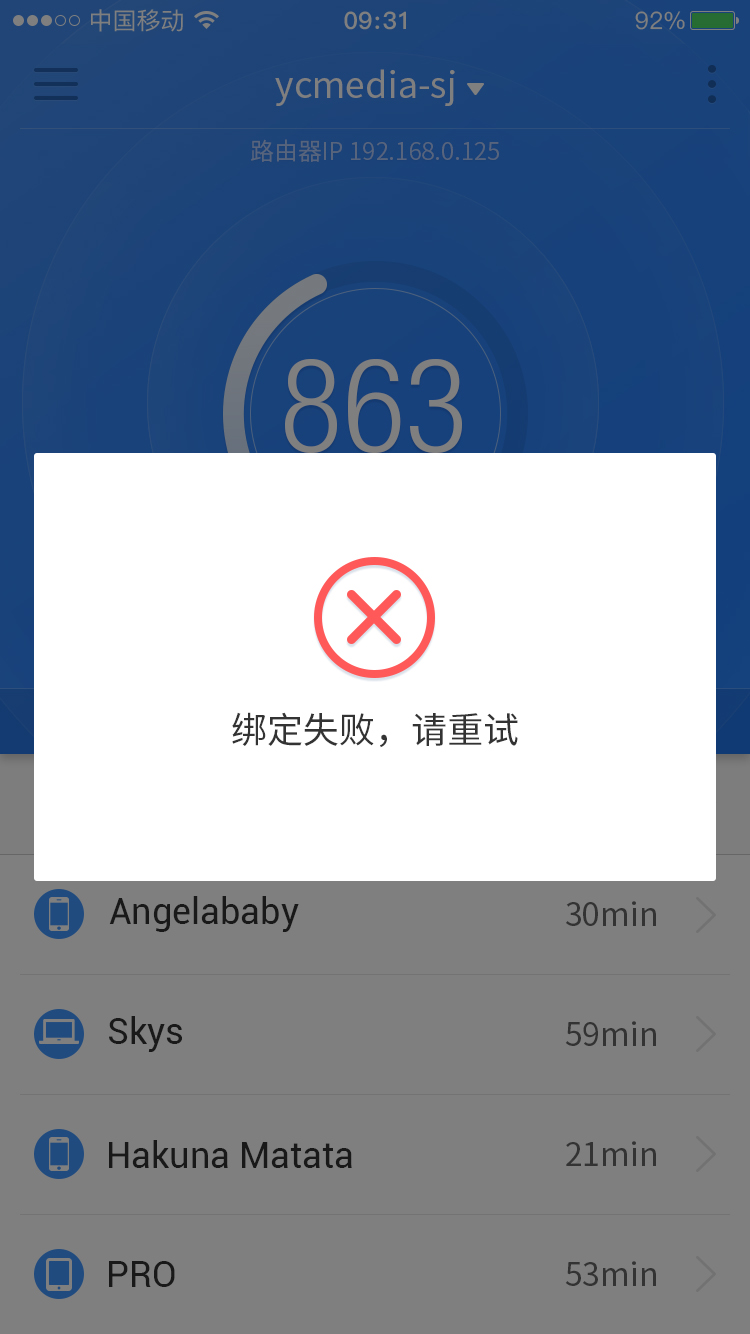 中国移动 09:31 92%
ycmedia-sj
路由器IP 192.168.0.125
863
绑定失败，请重试
Angelababy 30min
Skys 59min
Hakuna Matata 21min
PRO 53min